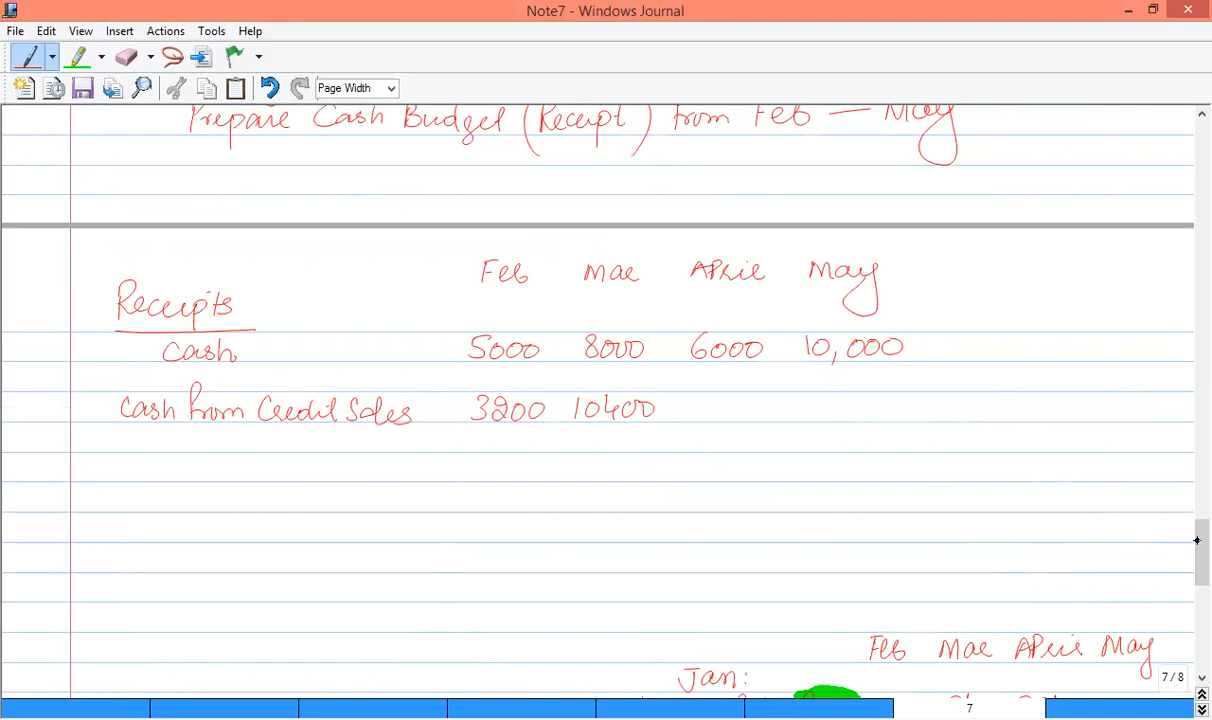 Note7 - Windows Journal
File Edit View Insert Actions Tools Help
Page Width
Prepare Cash Budget (Receipt) from Feb — May
Feb Mar April May
Receipts
Cash 5000 8000 6000 10,000
Cash from Credit Sales 3200 10400
Feb Mar April May
Jan:
7/8
7